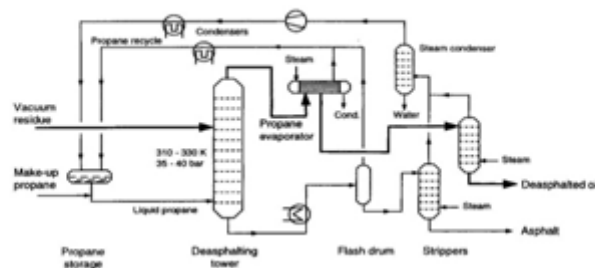 Condensers
Propane recycle
Steam condenser
Steam
Vacuum
residue
Water
Cond.
Propane
evaporator
310 - 330 K
35 - 40 bar
Steam
Make-up
propane
Deasphalted o
Liquid propane
Steam
Asphalt
Propane
storage
Deasphalting
tower
Flash drum
Strippers